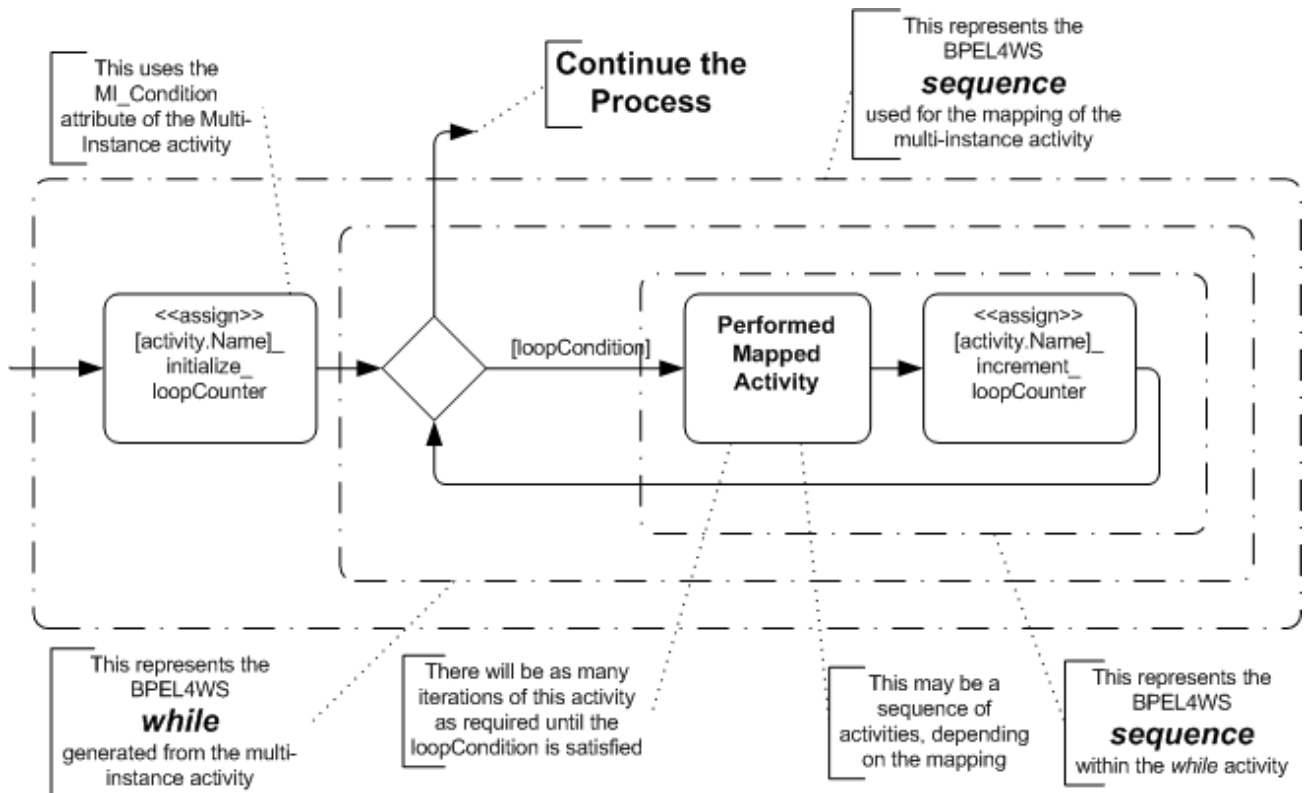 This uses the
MI_Condition
attribute of the Multi-
Instance activity
Continue the
Process
This represents the
BPEL4WS
sequence
used for the mapping of the
multi-instance activity
<<assign>>
[activity.Name]_
initialize_
loopCounter
[loopCondition]
Performed
Mapped
Activity
<<assign>>
[activity.Name]_
increment_
loopCounter
This represents the
BPEL4WS
while
generated from the multi-
instance activity
There will be as many
iterations of this activity
as required until the
loopCondition is satisfied
This may be a
sequence of
activities, depending
on the mapping
This represents the
BPEL4WS
sequence
within the while activity